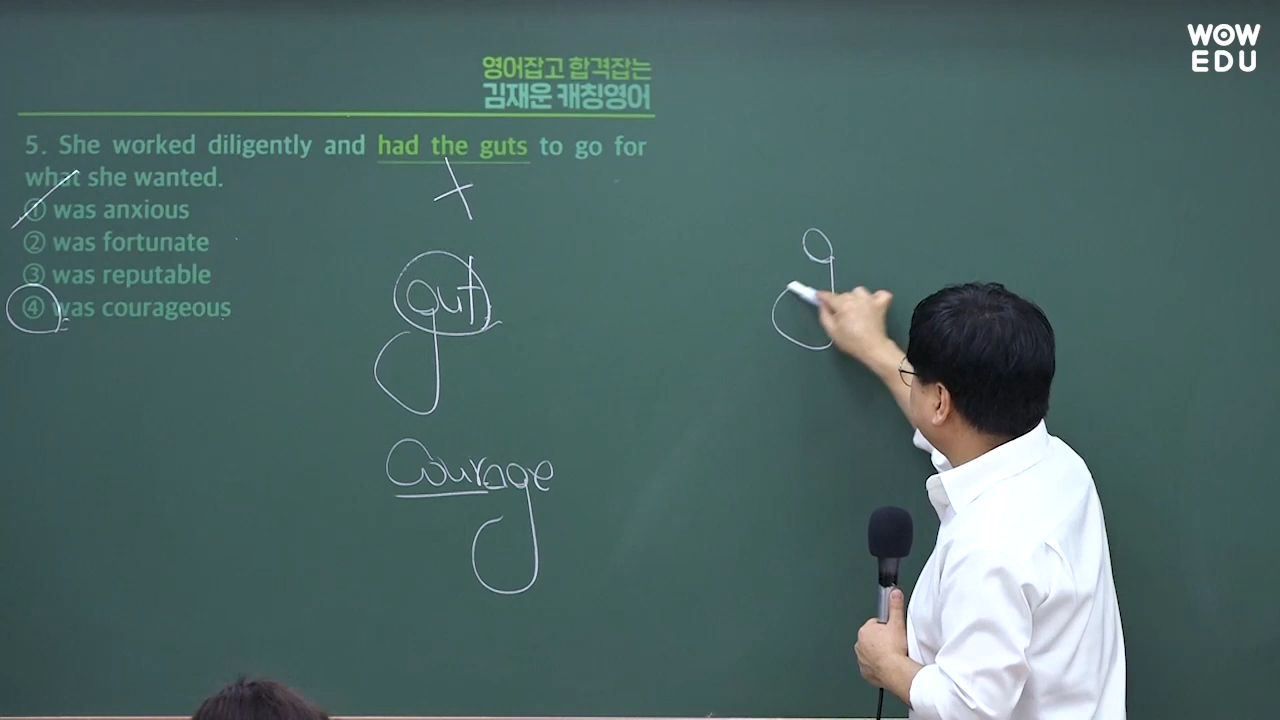 WOW
EDU
영어잡고 합격잡는
김재운 캐칭영어
5. She worked diligently and had the guts to go for
what she wanted.
① was anxious
② was fortunate
③ was reputable
④ was courageous
gut
courage
g